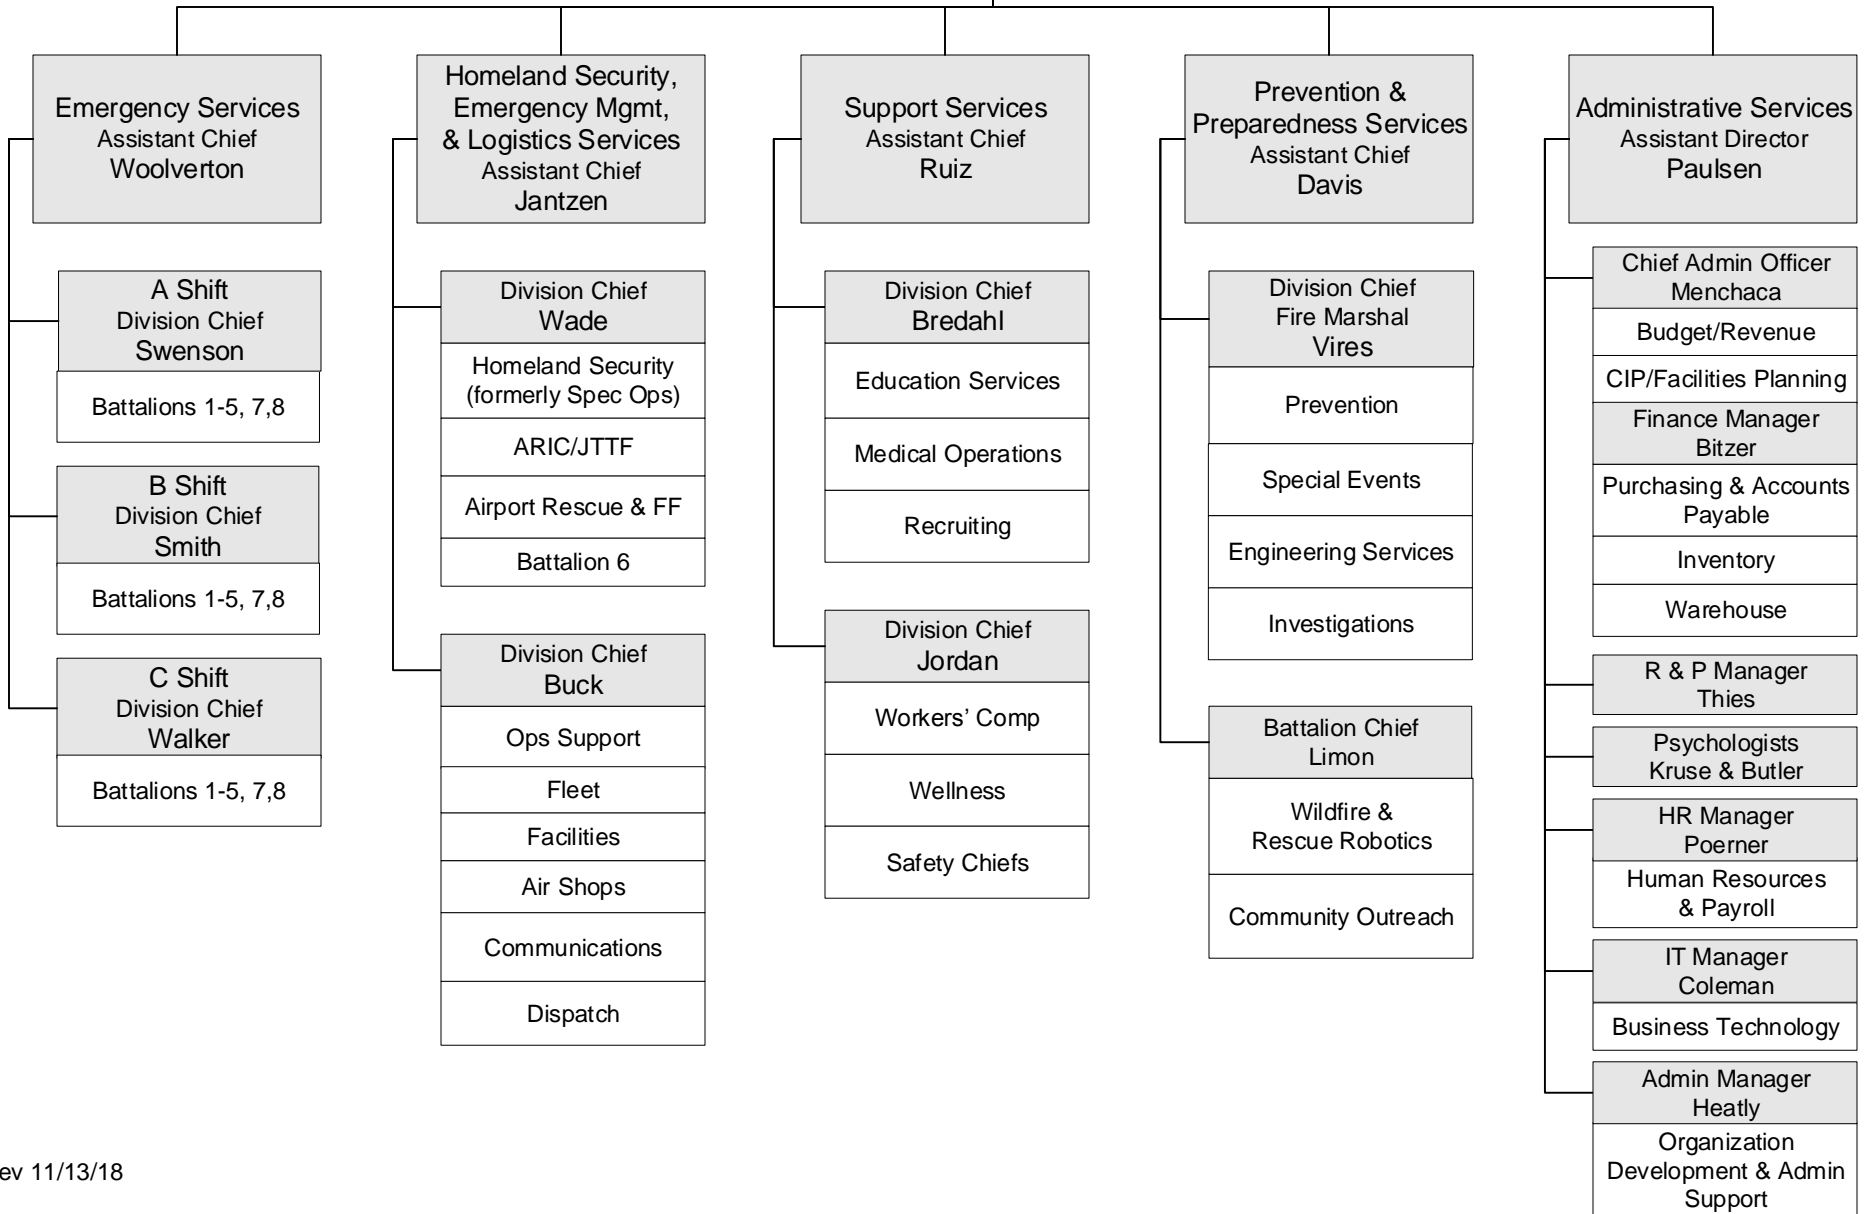 Emergency Services
Assistant Chief
Woolverton
A Shift
Division Chief
Swenson
Battalions 1-5, 7,8
B Shift
Division Chief
Smith
Battalions 1-5, 7,8
C Shift
Division Chief
Walker
Battalions 1-5, 7,8
Homeland Security,
Emergency Mgmt,
& Logistics Services
Assistant Chief
Jantzen
Division Chief
Wade
Homeland Security
(formerly Spec Ops)
ARIC/JTTF
Airport Rescue & FF
Battalion 6
Division Chief
Buck
Ops Support
Fleet
Facilities
Air Shops
Communications
Dispatch
Support Services
Assistant Chief
Ruiz
Division Chief
Bredahl
Education Services
Medical Operations
Recruiting
Division Chief
Jordan
Workers’ Comp
Wellness
Safety Chiefs
Prevention &
Preparedness Services
Assistant Chief
Davis
Division Chief
Fire Marshal
Vires
Prevention
Special Events
Engineering Services
Investigations
Battalion Chief
Limon
Wildfire &
Rescue Robotics
Community Outreach
Administrative Services
Assistant Director
Paulsen
Chief Admin Officer
Menchaca
Budget/Revenue
CIP/Facilities Planning
Finance Manager
Bitzer
Purchasing & Accounts
Payable
Inventory
Warehouse
R & P Manager
Thies
Psychologists
Kruse & Butler
HR Manager
Poerner
Human Resources
& Payroll
IT Manager
Coleman
Business Technology
Admin Manager
Heatly
Organization
Development & Admin
Support
ev 11/13/18